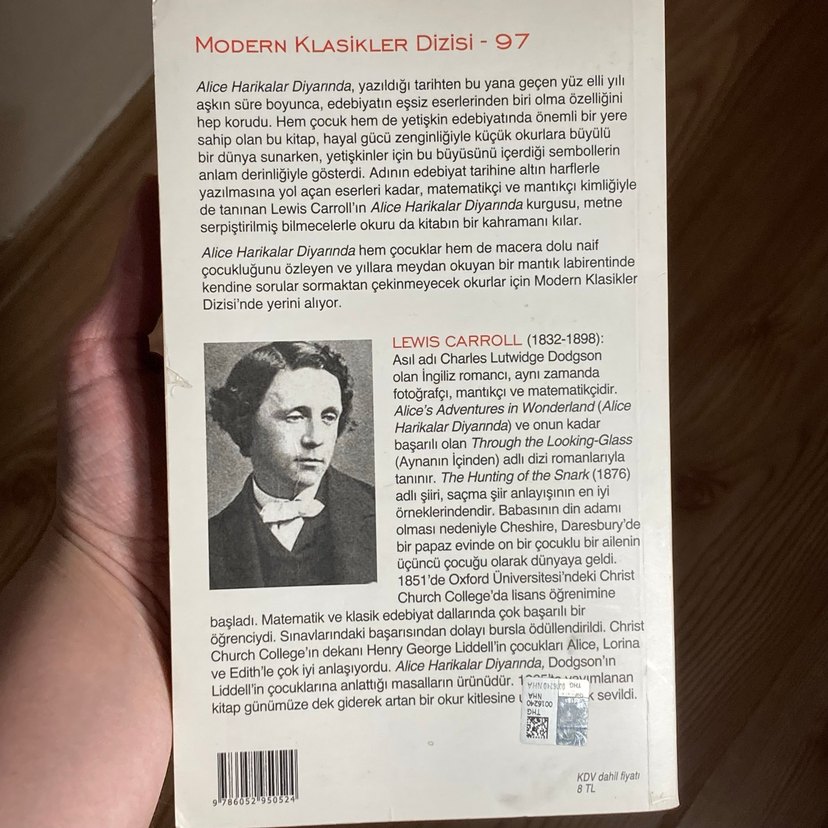 MODERN KLASİKLER DİZİSİ - 97
Alice Harikalar Diyarında, yazıldığı tarihten bu yana geçen yüz elli yılı
aşkın süre boyunca, edebiyatın eşsiz eserlerinden biri olma özelliğini
hep korudu. Hem çocuk hem de yetişkin edebiyatında önemli bir yere
sahip olan bu kitap, hayal gücü zenginliğiyle küçük okurlara büyülü
bir dünya sunarken, yetişkinler için bu büyüsünü içerdiği sembollerin
anlam derinliğiyle gösterdi. Adının edebiyat tarihine altın harflerle
yazılmasına yol açan eserleri kadar, matematikçi ve mantıkçı kimliğiyle
de tanınan Lewis Carroll'ın Alice Harikalar Diyarında kurgusu, metne
serpiştirilmiş bilmecelerle okuru da kitabın bir kahramanı kılar.
Alice Harikalar Diyarında hem çocuklar hem de macera dolu naif
çocukluğunu özleyen ve yıllara meydan okuyan bir mantık labirentinde
kendine sorular sormaktan çekinmeyecek okurlar için Modern Klasikler
Dizisi'nde yerini alıyor.
LEWIS CARROLL (1832-1898):
Asıl adı Charles Lutwidge Dodgson
olan İngiliz romancı, aynı zamanda
fotoğrafçı, mantıkçı ve matematikçidir.
Alice's Adventures in Wonderland (Alice
Harikalar Diyarında) ve onun kadar
başarılı olan Through the Looking-Glass
(Aynanın İçinden) adlı dizi romanlarıyla
tanınır. The Hunting of the Snark (1876)
adlı şiiri, saçma şiir anlayışının en iyi
örneklerindendir. Babasının din adamı
olması nedeniyle Cheshire, Daresbury'de
bir papaz evinde on bir çocuklu bir ailenin
üçüncü çocuğu olarak dünyaya geldi.
1851'de Oxford Üniversitesi'ndeki Christ
Church College'da lisans öğrenimine
başladı. Matematik ve klasik edebiyat dallarında çok başarılı bir
öğrenciydi. Sınavlarındaki başarısından dolayı bursla ödüllendirildi. Christ
Church College'ın dekanı Henry George Liddell'in çocukları Alice, Lorina
ve Edith'le çok iyi anlaşıyordu. Alice Harikalar Diyarında, Dodgson'ın
Liddell'in çocuklarına anlattığı masalların ürünüdür. yayımlanan
kitap günümüze dek giderek artan bir okur kitlesine sevildi.
THG
NHA
0016240
KDV dahil fiyatı
8 TL
9 786052 950524